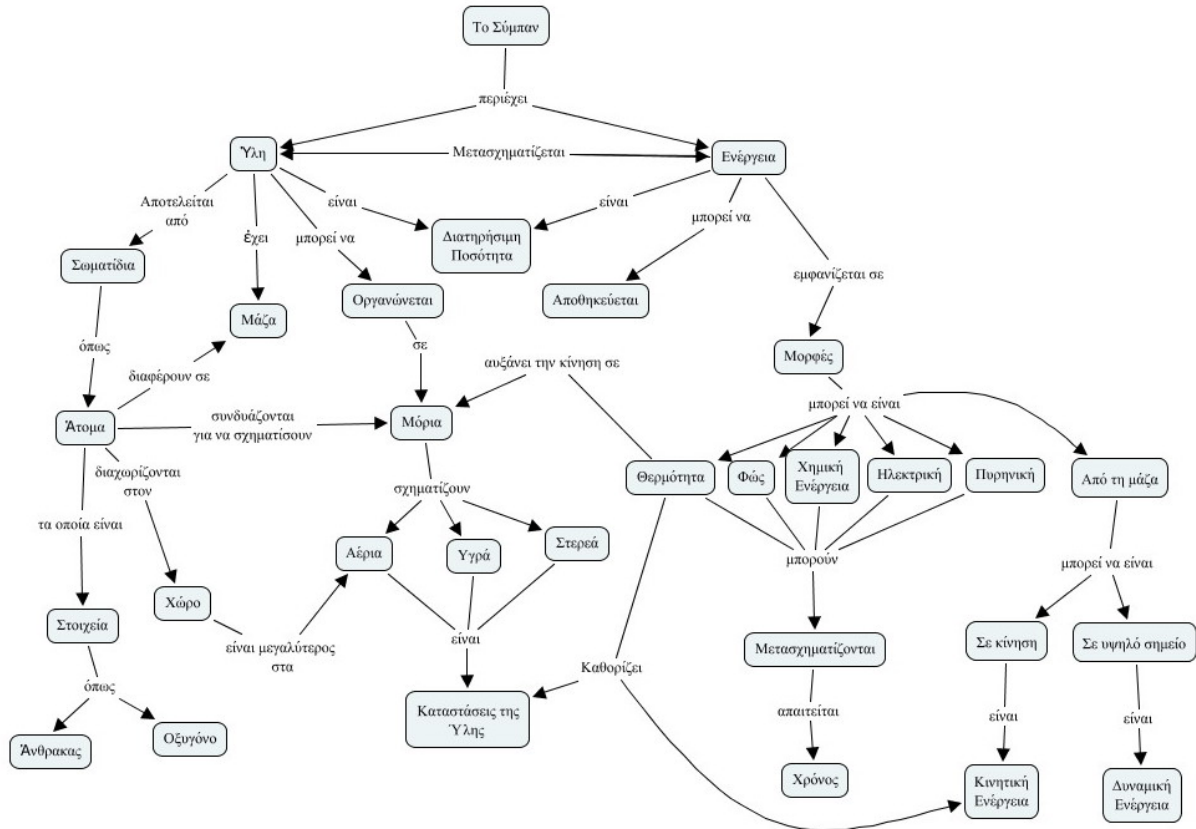 Το Σύμπαν
περιέχει
Ύλη
Μετασχηματίζεται
Ενέργεια
Αποτελείται
από
έχει
μπορεί να
είναι
είναι
μπορεί να
εμφανίζεται σε
Σωματίδια
Διατηρήσιμη
Ποσότητα
Οργανώνεται
Αποθηκεύεται
Μάζα
όπως
σε
Μορφές
διαφέρουν σε
αυξάνει την κίνηση σε
μπορεί να είναι
Άτομα
συνδυάζονται
για να σχηματίσουν
Μόρια
διαχωρίζονται
στον
σχηματίζουν
Θερμότητα
Φώς
Χημική
Ενέργεια
Ηλεκτρική
Πυρηνική
Από τη μάζα
τα οποία είναι
Αέρια
Υγρά
Στερεά
μπορούν
μπορεί να είναι
Χώρο
Στοιχεία
είναι μεγαλύτερος
στα
είναι
Μετασχηματίζονται
Σε κίνηση
Σε υψηλό σημείο
Καθορίζει
όπως
Καταστάσεις της
Ύλης
απαιτείται
είναι
είναι
Άνθρακας
Οξυγόνο
Χρόνος
Κινητική
Ενέργεια
Δυναμική
Ενέργεια